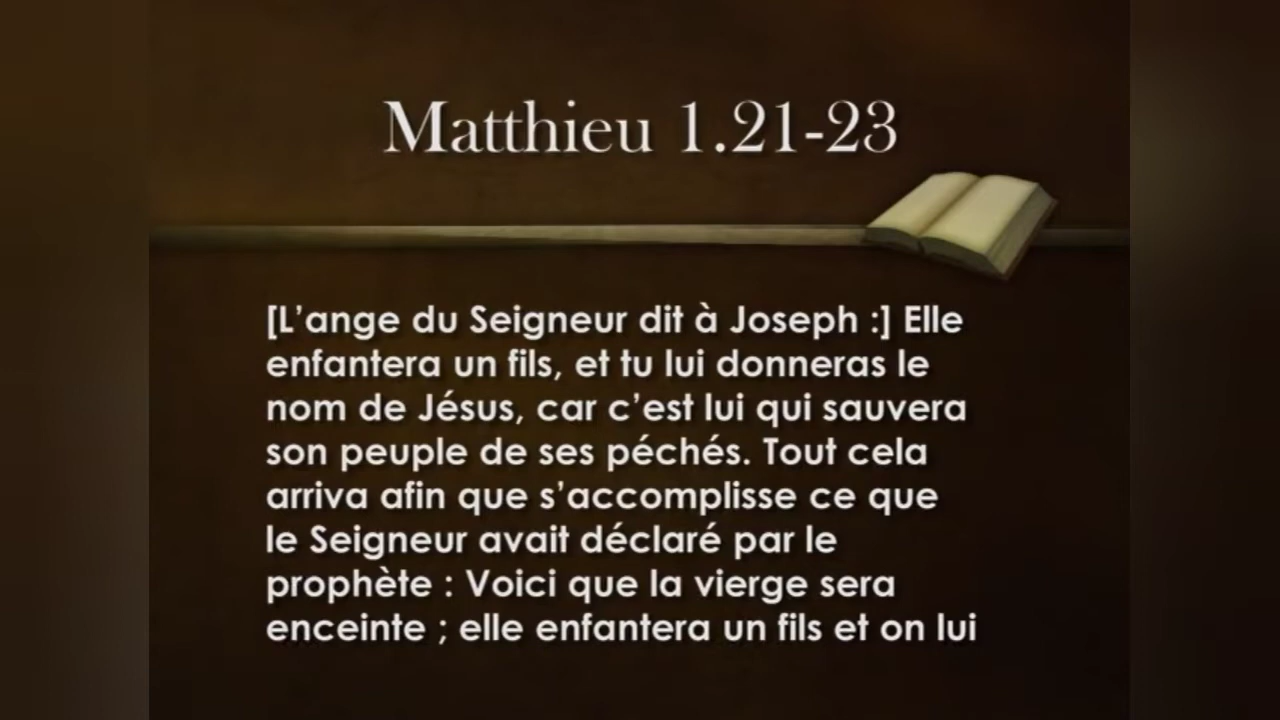 Matthieu 1.21-23
[L’ange du Seigneur dit à Joseph :] Elle
enfantera un fils, et tu lui donneras le
nom de Jésus, car c’est lui qui sauvera
son peuple de ses péchés. Tout cela
arriva afin que s’accomplisse ce que
le Seigneur avait déclaré par le
prophète : Voici que la vierge sera
enceinte ; elle enfantera un fils et on lui